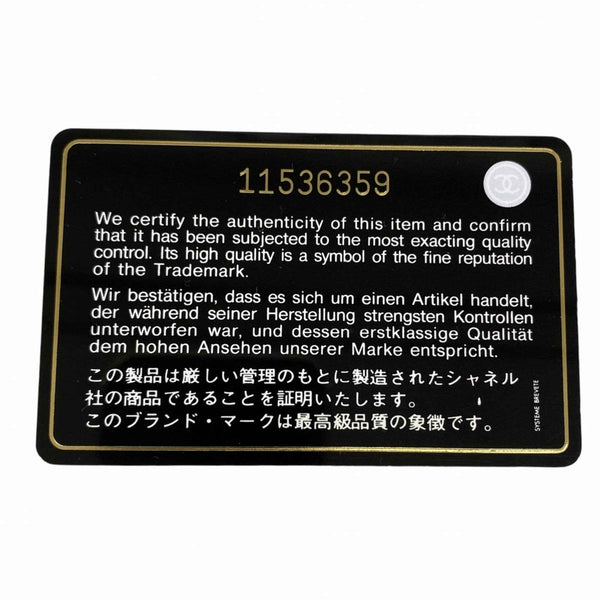 11536359
We certify the authenticity of this item and confirm
that it has been subjected to the most exacting quality
control. Its high quality is a symbol of the fine reputation
of the Trademark.
Wir bestätigen, dass es sich um einen Artikel handelt,
der während seiner Herstellung strengsten Kontrollen
unterworfen war, und dessen erstklassige Qualität
dem hohen Ansehen unserer Marke entspricht.
この製品は厳しい管理のもとに製造されたシャネル
社の商品であることを証明いたします。
このブランド・マークは最高級品質の象徴です。
SYSTEME BREVETE